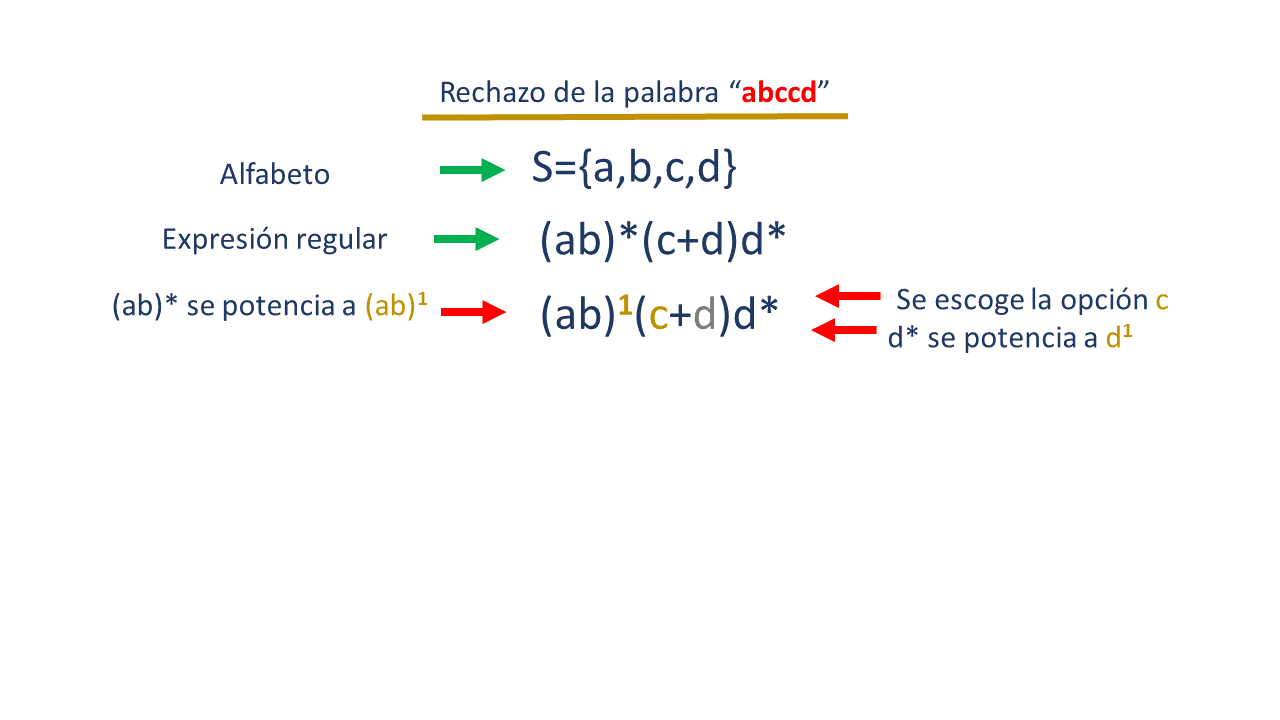 Rechazo de la palabra “abccd”
Alfabeto S={a,b,c,d}
Expresión regular (ab)*(c+d)d*
(ab)* se potencia a (ab)¹ (ab)¹(c+d)d* Se escoge la opción c
d* se potencia a d¹